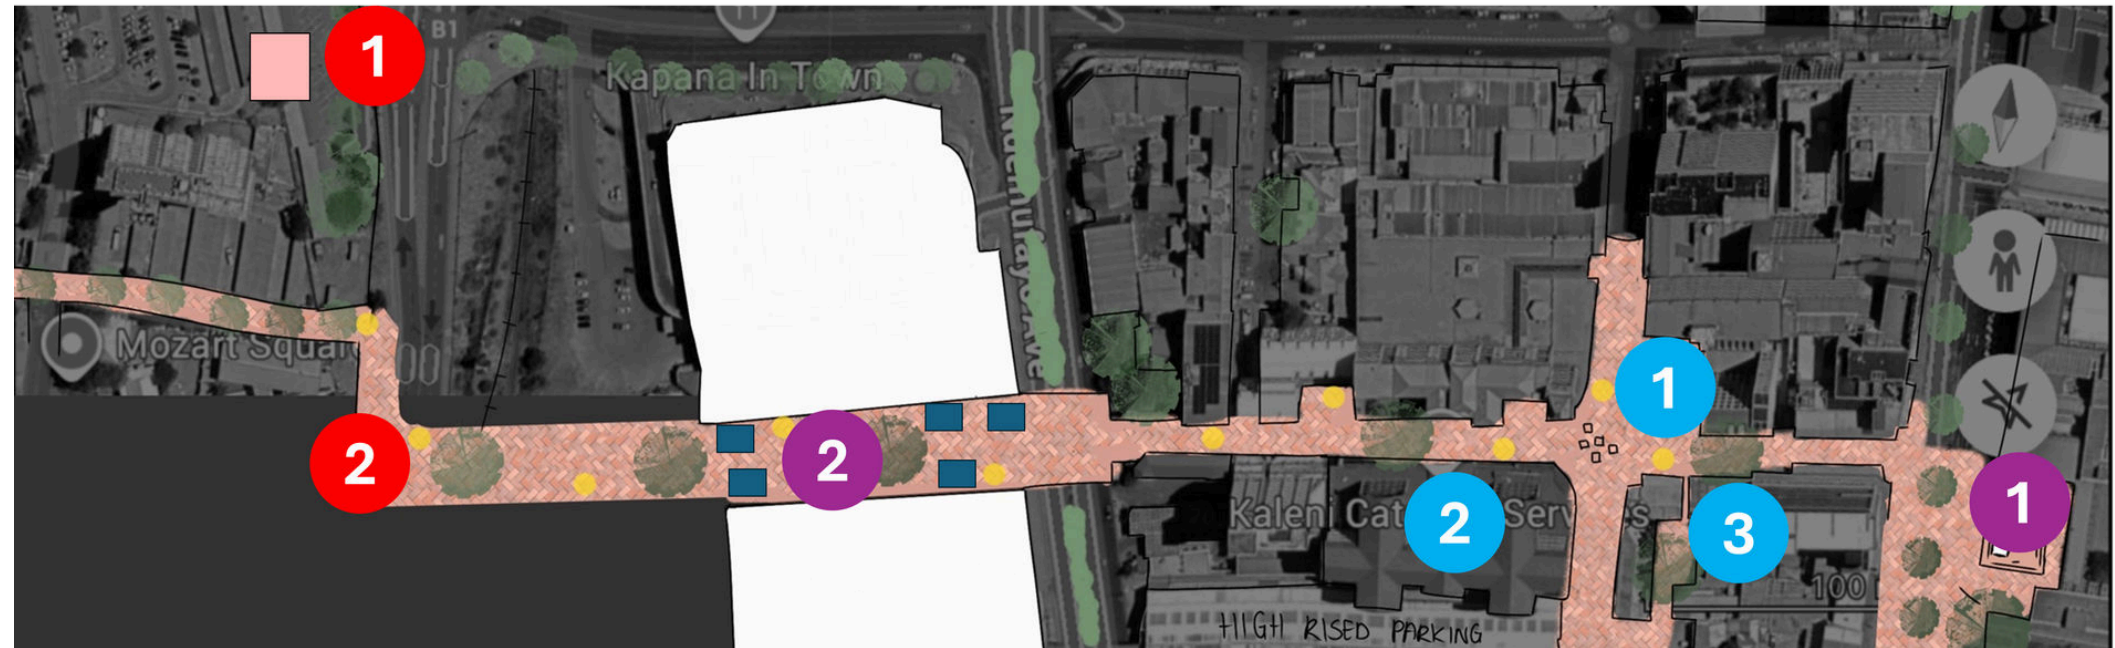 1
B1
Kapana In Town
Mozart Squar
2
2
1
Kaleni Cat
2
Serv
s
3
1
100
HIGH RISED PARKING